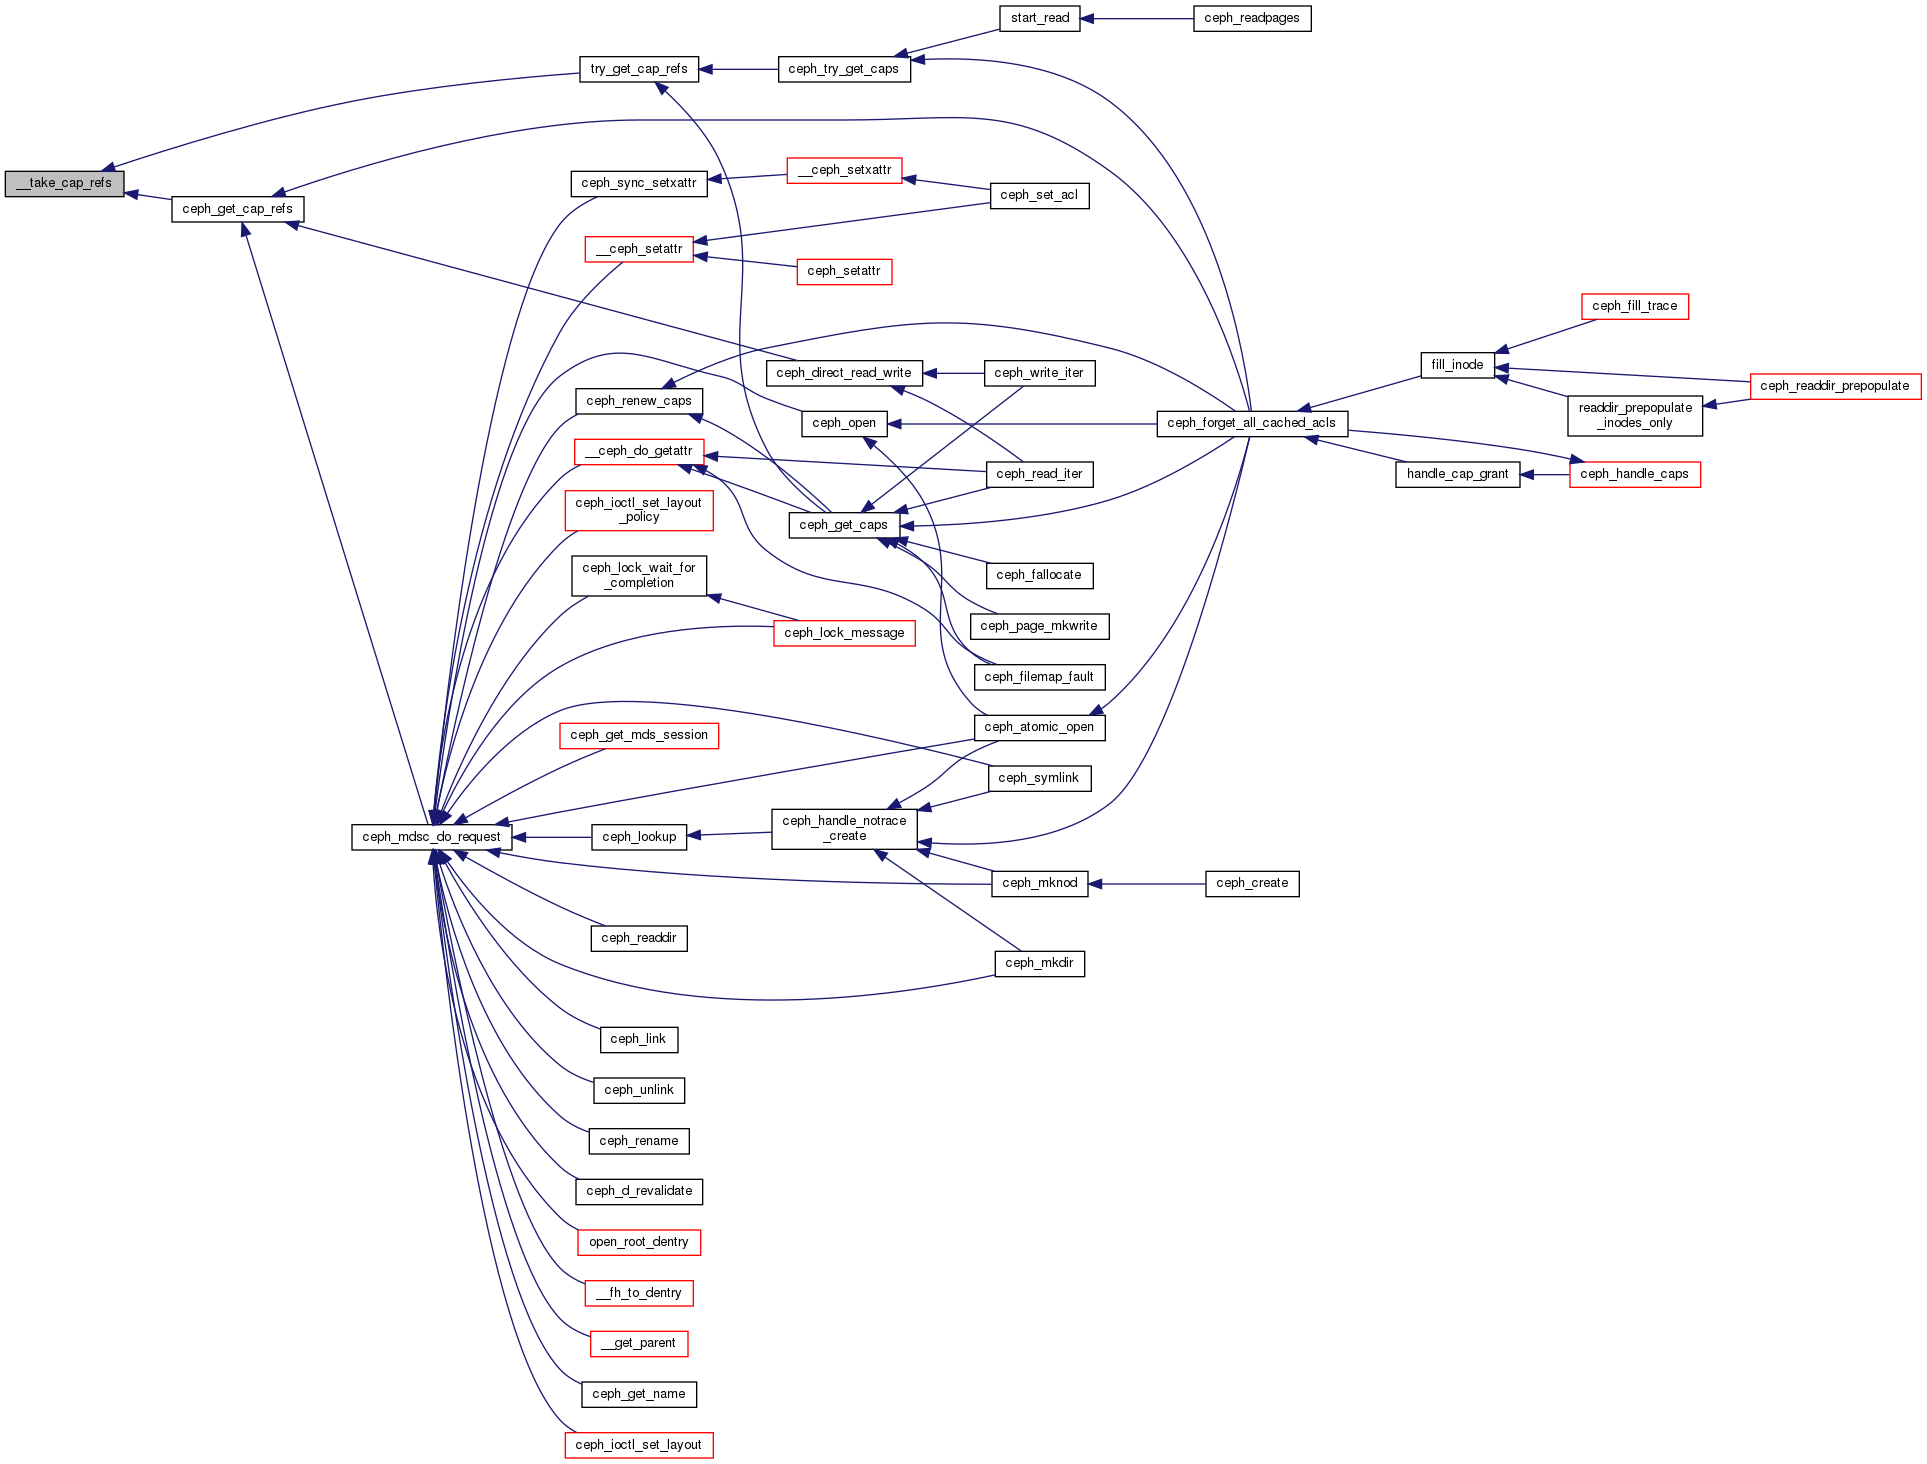 start_read
ceph_readpages
try_get_cap_refs
ceph_try_get_caps
__take_cap_refs
ceph_get_cap_refs
ceph_sync_setxattr
__ceph_setxattr
ceph_set_acl
__ceph_setattr
ceph_setattr
ceph_fill_trace
ceph_direct_read_write
ceph_write_iter
fill_inode
ceph_readdir_prepopulate
ceph_renew_caps
readdir_prepopulate
_inodes_only
ceph_open
ceph_forget_all_cached_acls
__ceph_do_getattr
ceph_read_iter
handle_cap_grant
ceph_handle_caps
ceph_ioctl_set_layout
_policy
ceph_get_caps
ceph_lock_wait_for
_completion
ceph_fallocate
ceph_lock_message
ceph_page_mkwrite
ceph_filemap_fault
ceph_get_mds_session
ceph_atomic_open
ceph_symlink
ceph_mdsc_do_request
ceph_lookup
ceph_handle_notrace
_create
ceph_mknod
ceph_create
ceph_readdir
ceph_mkdir
ceph_link
ceph_unlink
ceph_rename
ceph_d_revalidate
open_root_dentry
__fh_to_dentry
__get_parent
ceph_get_name
ceph_ioctl_set_layout